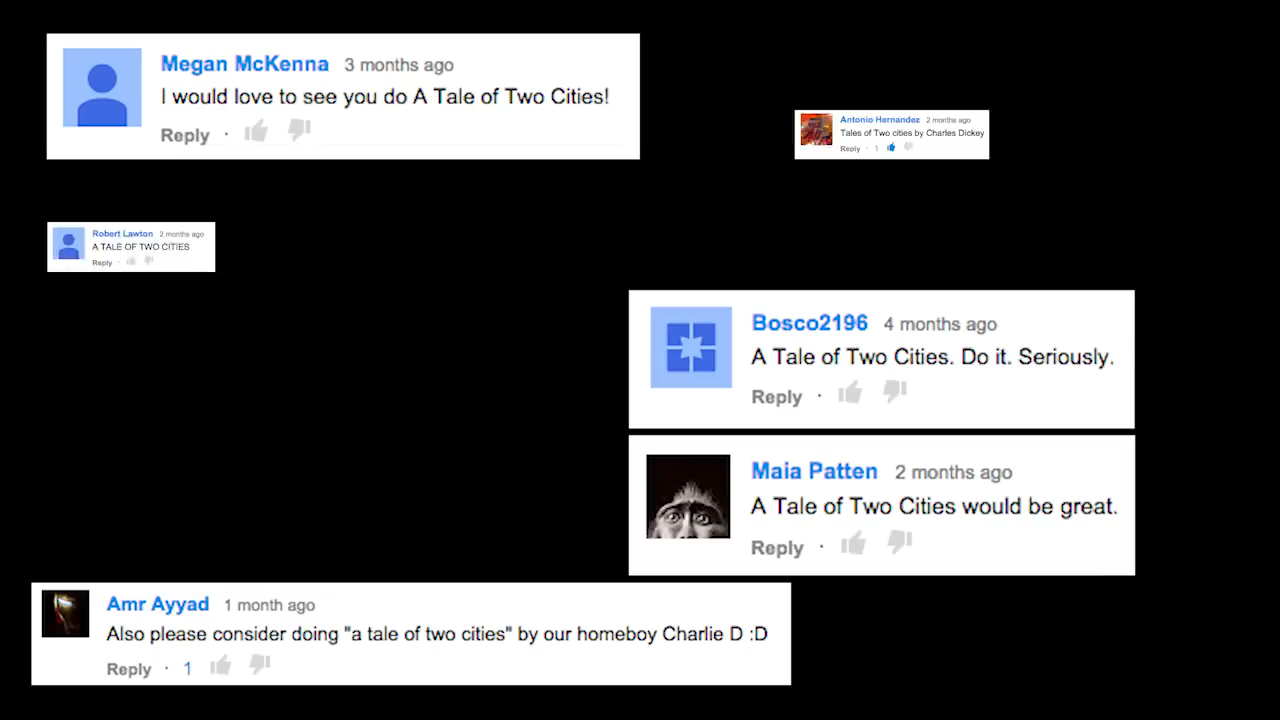 Megan McKenna 3 months ago
I would love to see you do A Tale of Two Cities!
Reply ·
Antonio Hernandez 2 months ago
Tales of Two cities by Charles Dickey
Reply · 1
Robert Lawton 2 months ago
A TALE OF TWO CITIES
Reply ·
Bosco2196 4 months ago
A Tale of Two Cities. Do it. Seriously.
Reply ·
Maia Patten 2 months ago
A Tale of Two Cities would be great.
Reply ·
Amr Ayyad 1 month ago
Also please consider doing "a tale of two cities" by our homeboy Charlie D :D
Reply · 1